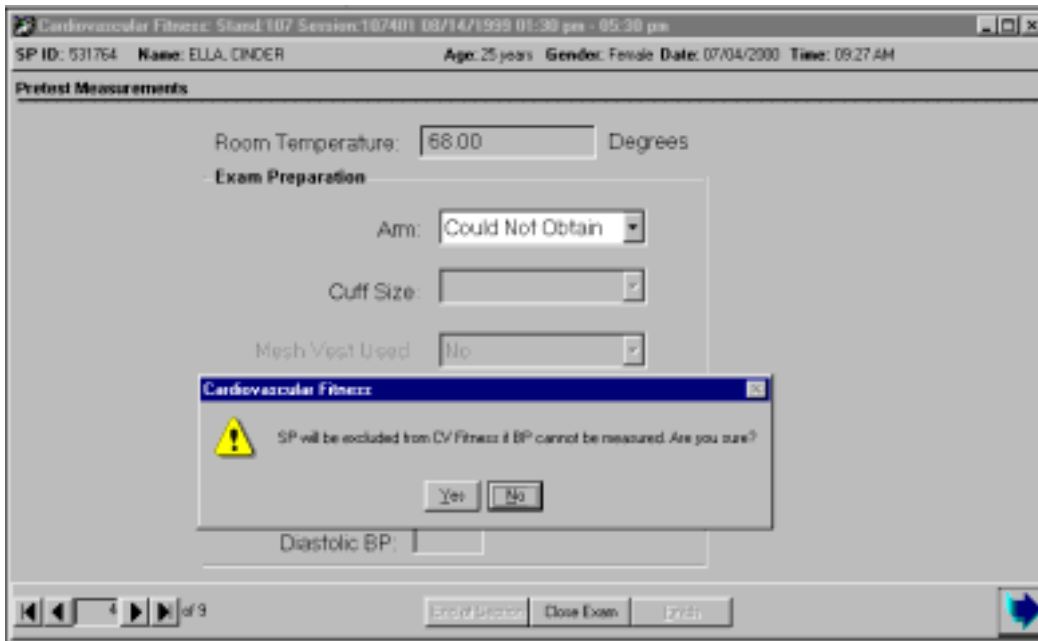 Cardiovascular Fitness: Stand:107 Session:107401 08/14/1999 01:30 pm - 05:30 pm
SP ID: 531764 Name: ELLA, CINDER Age: 25 years Gender: Female Date: 07/04/2000 Time: 09:27 AM
Pretest Measurements
Room Temperature: 68.00 Degrees
Exam Preparation
Arm: Could Not Obtain
Cuff Size:
Mesh Vest Used No
Cardiovascular Fitness
SP will be excluded from CV Fitness if BP cannot be measured. Are you sure?
Yes No
Diastolic BP:
4 of 9 End of Section Close Exam Finish